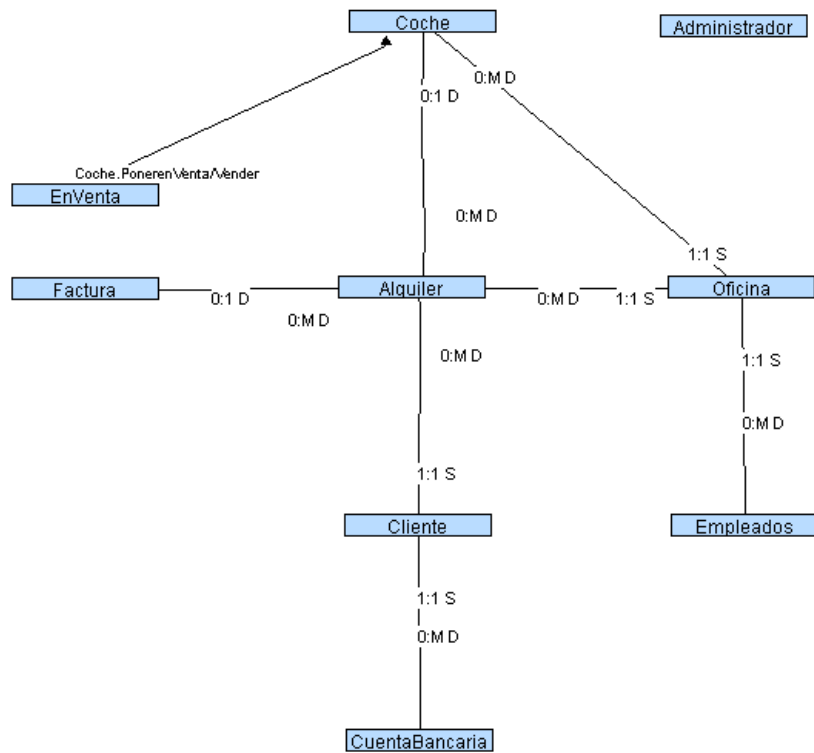 Coche
Administrador
0:M D
0:1 D
Coche.PonerenVenta/Vender
EnVenta
0:M D
1:1 S
Factura
Alquiler
Oficina
0:1 D
0:M D
1:1 S
0:M D
0:M D
1:1 S
0:M D
1:1 S
Cliente
Empleados
1:1 S
0:M D
CuentaBancaria